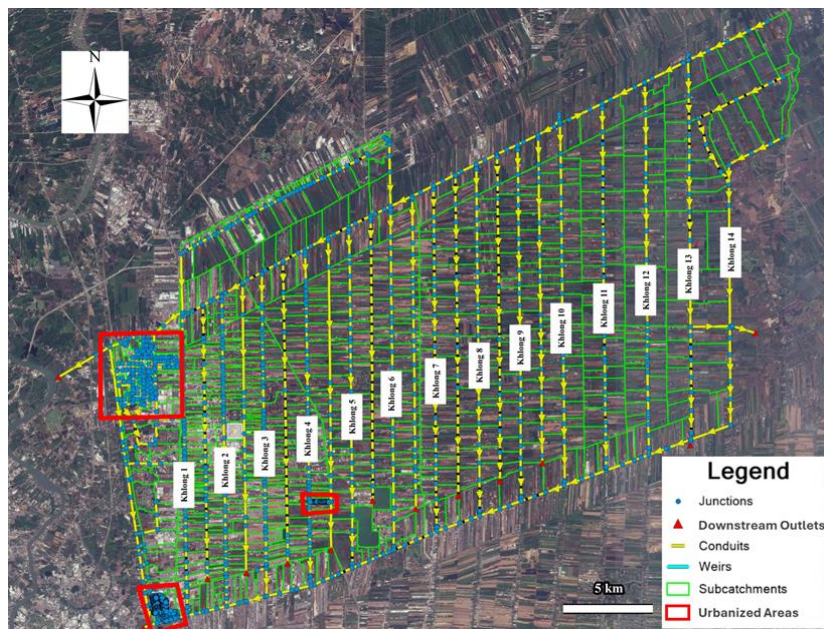 N
Khlong 1
Khlong 2
Khlong 3
Khlong 4
Khlong 5
Khlong 6
Khlong 7
Khlong 8
Khlong 9
Khlong 10
Khlong 11
Khlong 12
Khlong 13
Khlong 14
5 km
Legend
Junctions
Downstream Outlets
Conduits
Weirs
Subcatchments
Urbanized Areas